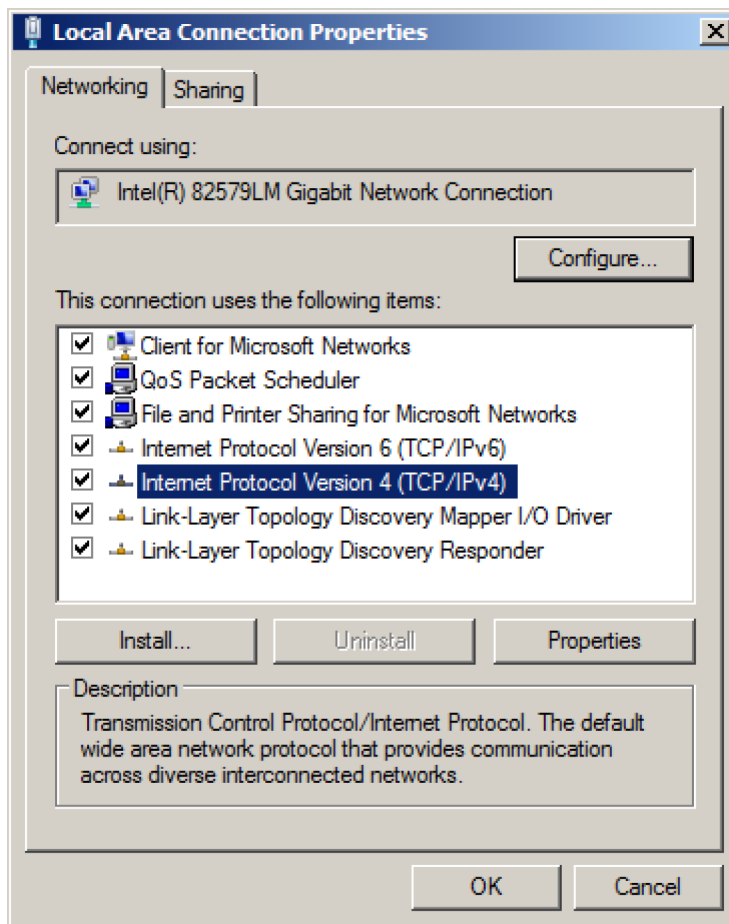 Local Area Connection Properties
Networking
Sharing
Connect using:
Intel(R) 82579LM Gigabit Network Connection
Configure...
This connection uses the following items:
Client for Microsoft Networks
QoS Packet Scheduler
File and Printer Sharing for Microsoft Networks
Internet Protocol Version 6 (TCP/IPv6)
Internet Protocol Version 4 (TCP/IPv4)
Link-Layer Topology Discovery Mapper I/O Driver
Link-Layer Topology Discovery Responder
Install...
Uninstall
Properties
Description
Transmission Control Protocol/Internet Protocol. The default
wide area network protocol that provides communication
across diverse interconnected networks.
OK
Cancel